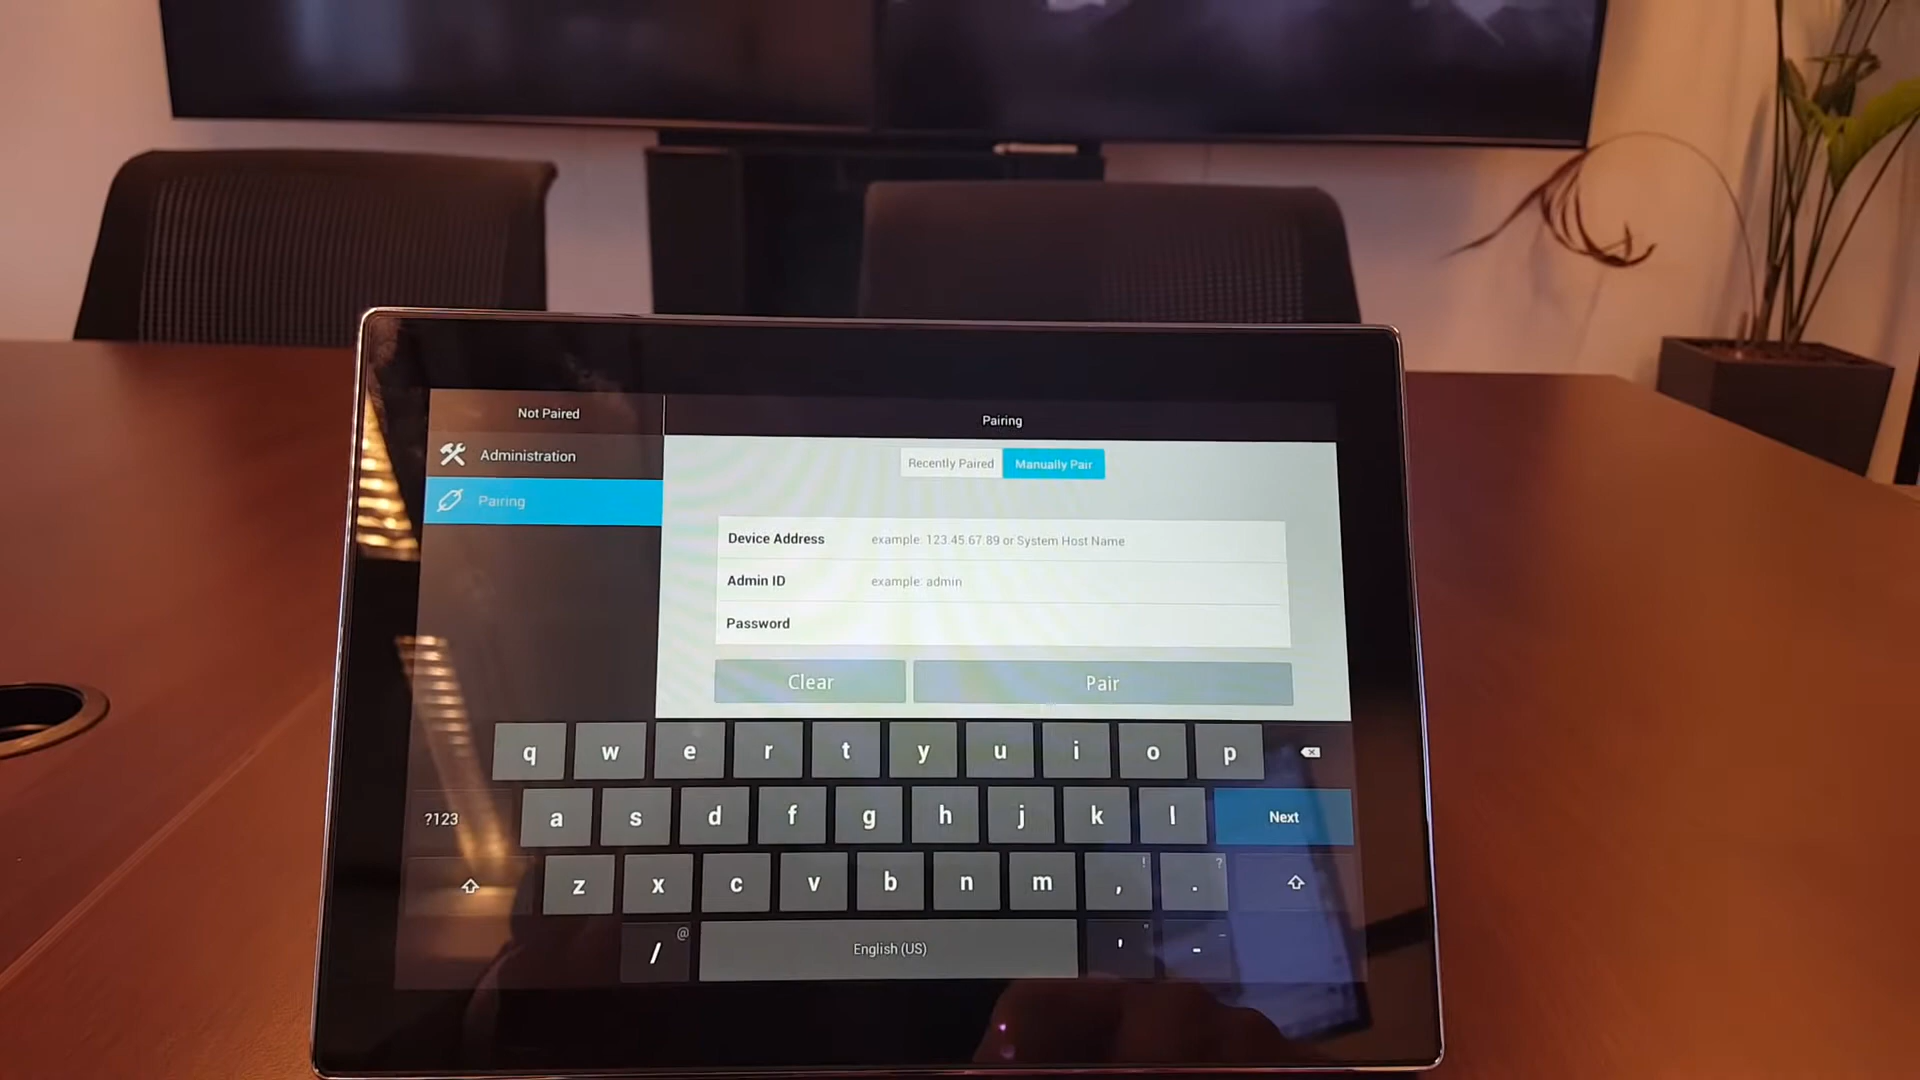 Not Paired
Pairing
Administration
Pairing
Recently Paired
Manually Pair
Device Address
example: 123.45.67.89 or System Host Name
Admin ID
example: admin
Password
Clear
Pair
q w e r t y u i o p
?123 a s d f g h j k l Next
z x c v b n m , ! . ?
/ @ English (US) ' " - _